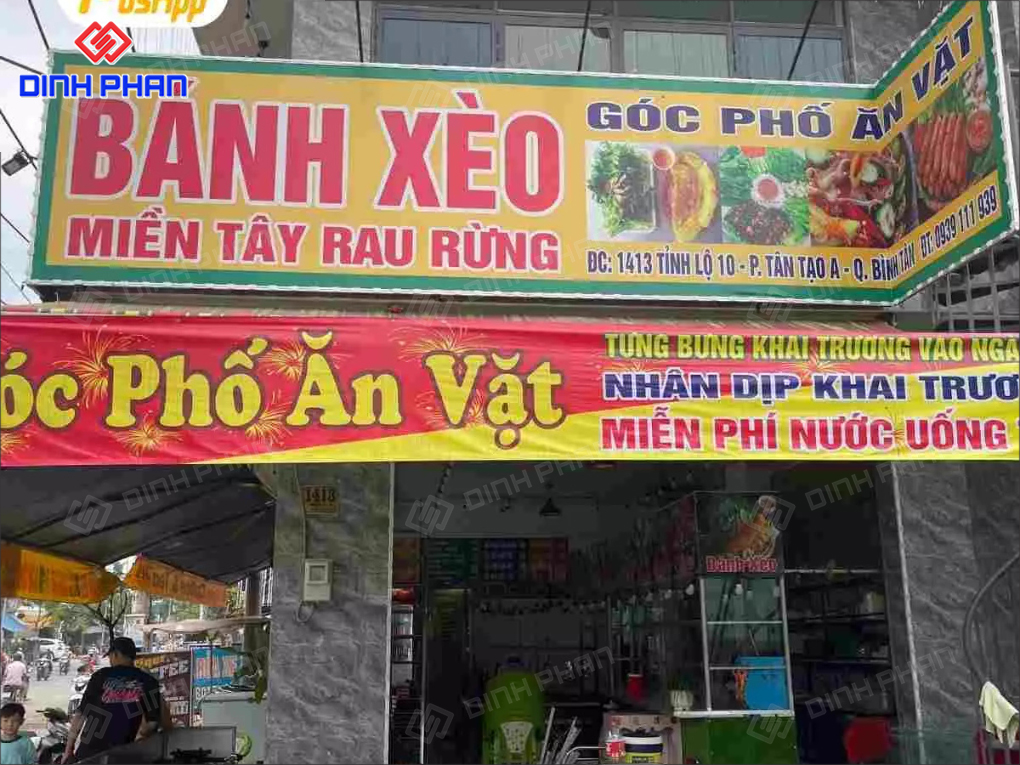 DINH PHAN
BÁNH XÈO
MIỀN TÂY RAU RỪNG
GÓC PHỐ ĂN VẶT
ĐC: 1413 TỈNH LỘ 10 - P. TÂN TẠO A - Q. BÌNH TÂN ĐT: 0939 111 939
óc Phố Ăn Vặt
TƯNG BỪNG KHAI TRƯƠNG VÀO NGÀ
NHÂN DỊP KHAI TRƯƠ
MIỄN PHÍ NƯỚC UỐNG
1413
Bánh Xèo